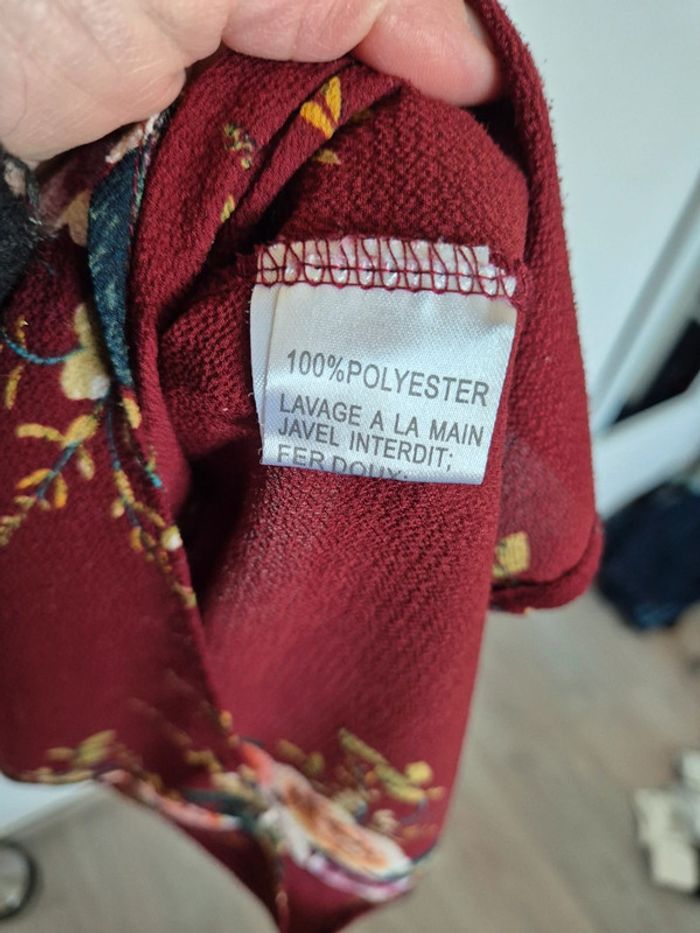 100%POLYESTER
LAVAGE A LA MAIN
JAVEL INTERDIT;
FER DOUX;